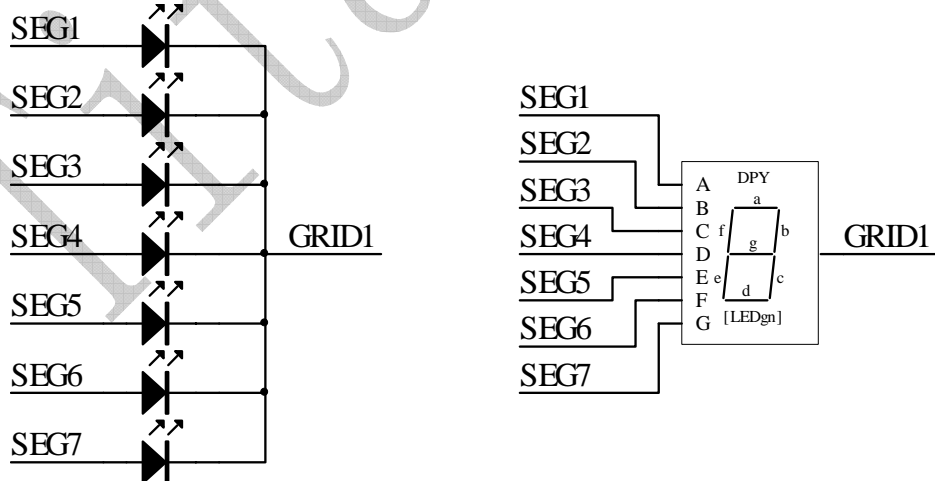 SEG1
SEG2
SEG3
SEG4
SEG5
SEG6
SEG7
GRID1
SEG1
SEG2
SEG3
SEG4
SEG5
SEG6
SEG7
A
B
C
D
E
F
G
DPY
a
f b
g
e c
d
[LEDgn]
GRID1